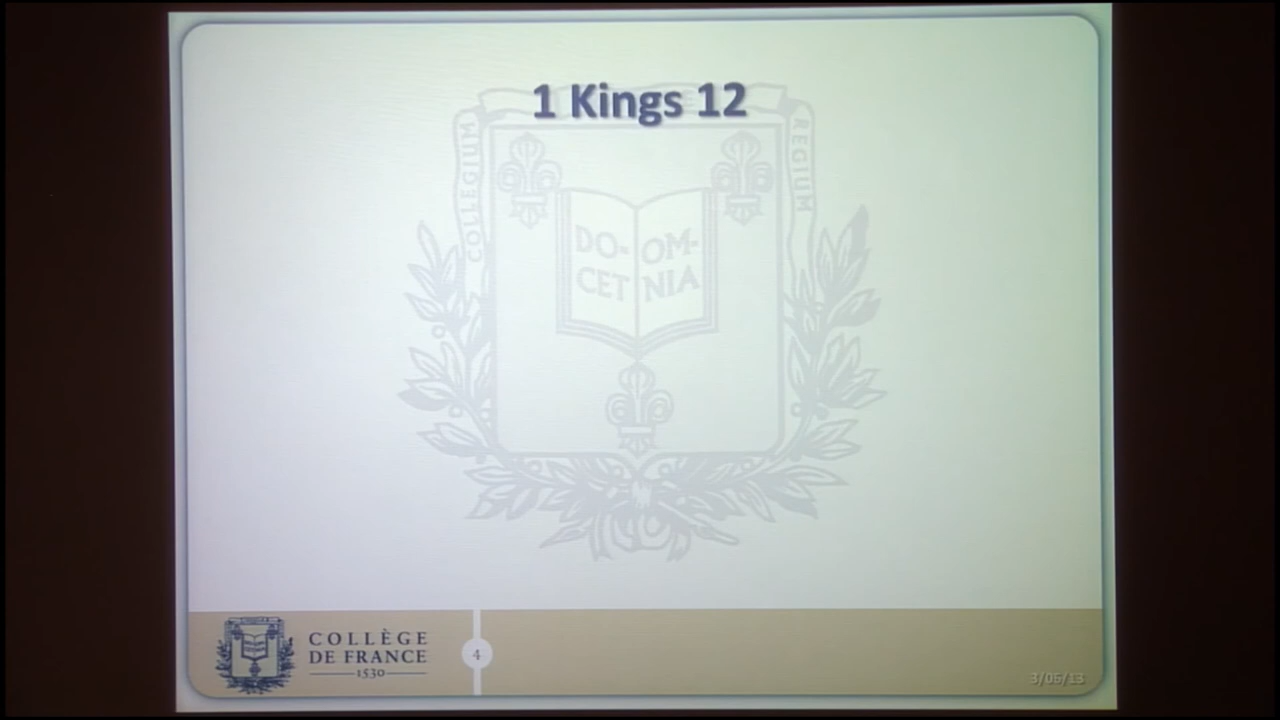 1 Kings 12
COLLEGIUM
REGIUM
DO-
CET
OM-
NIA
COLLÈGE
DE FRANCE
1530
4
3/06/13